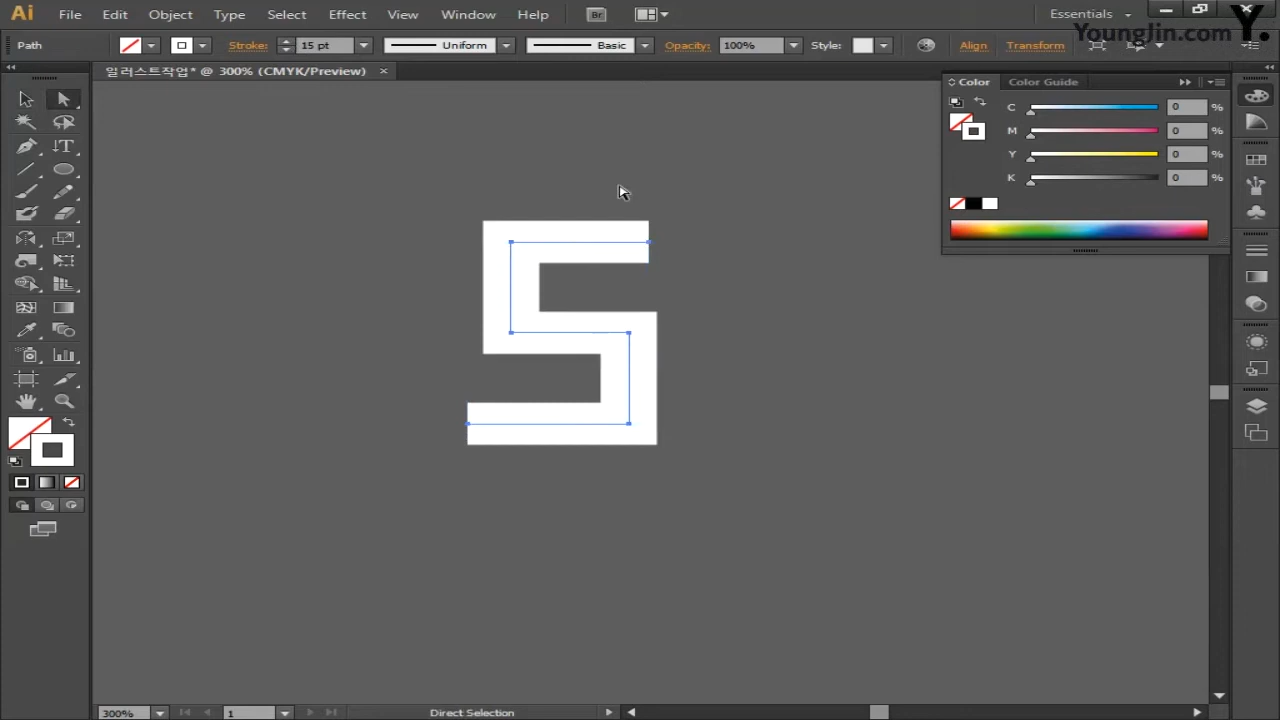 Ai File Edit Object Type Select Effect View Window Help Br Essentials
YoungJin.com Y.
Path Stroke: 15 pt Uniform Basic Opacity: 100% Style: Align Transform
일러스트작업* @ 300% (CMYK/Preview) ×
Color Color Guide
C 0 %
M 0 %
Y 0 %
K 0 %
T
300% 1 Direct Selection